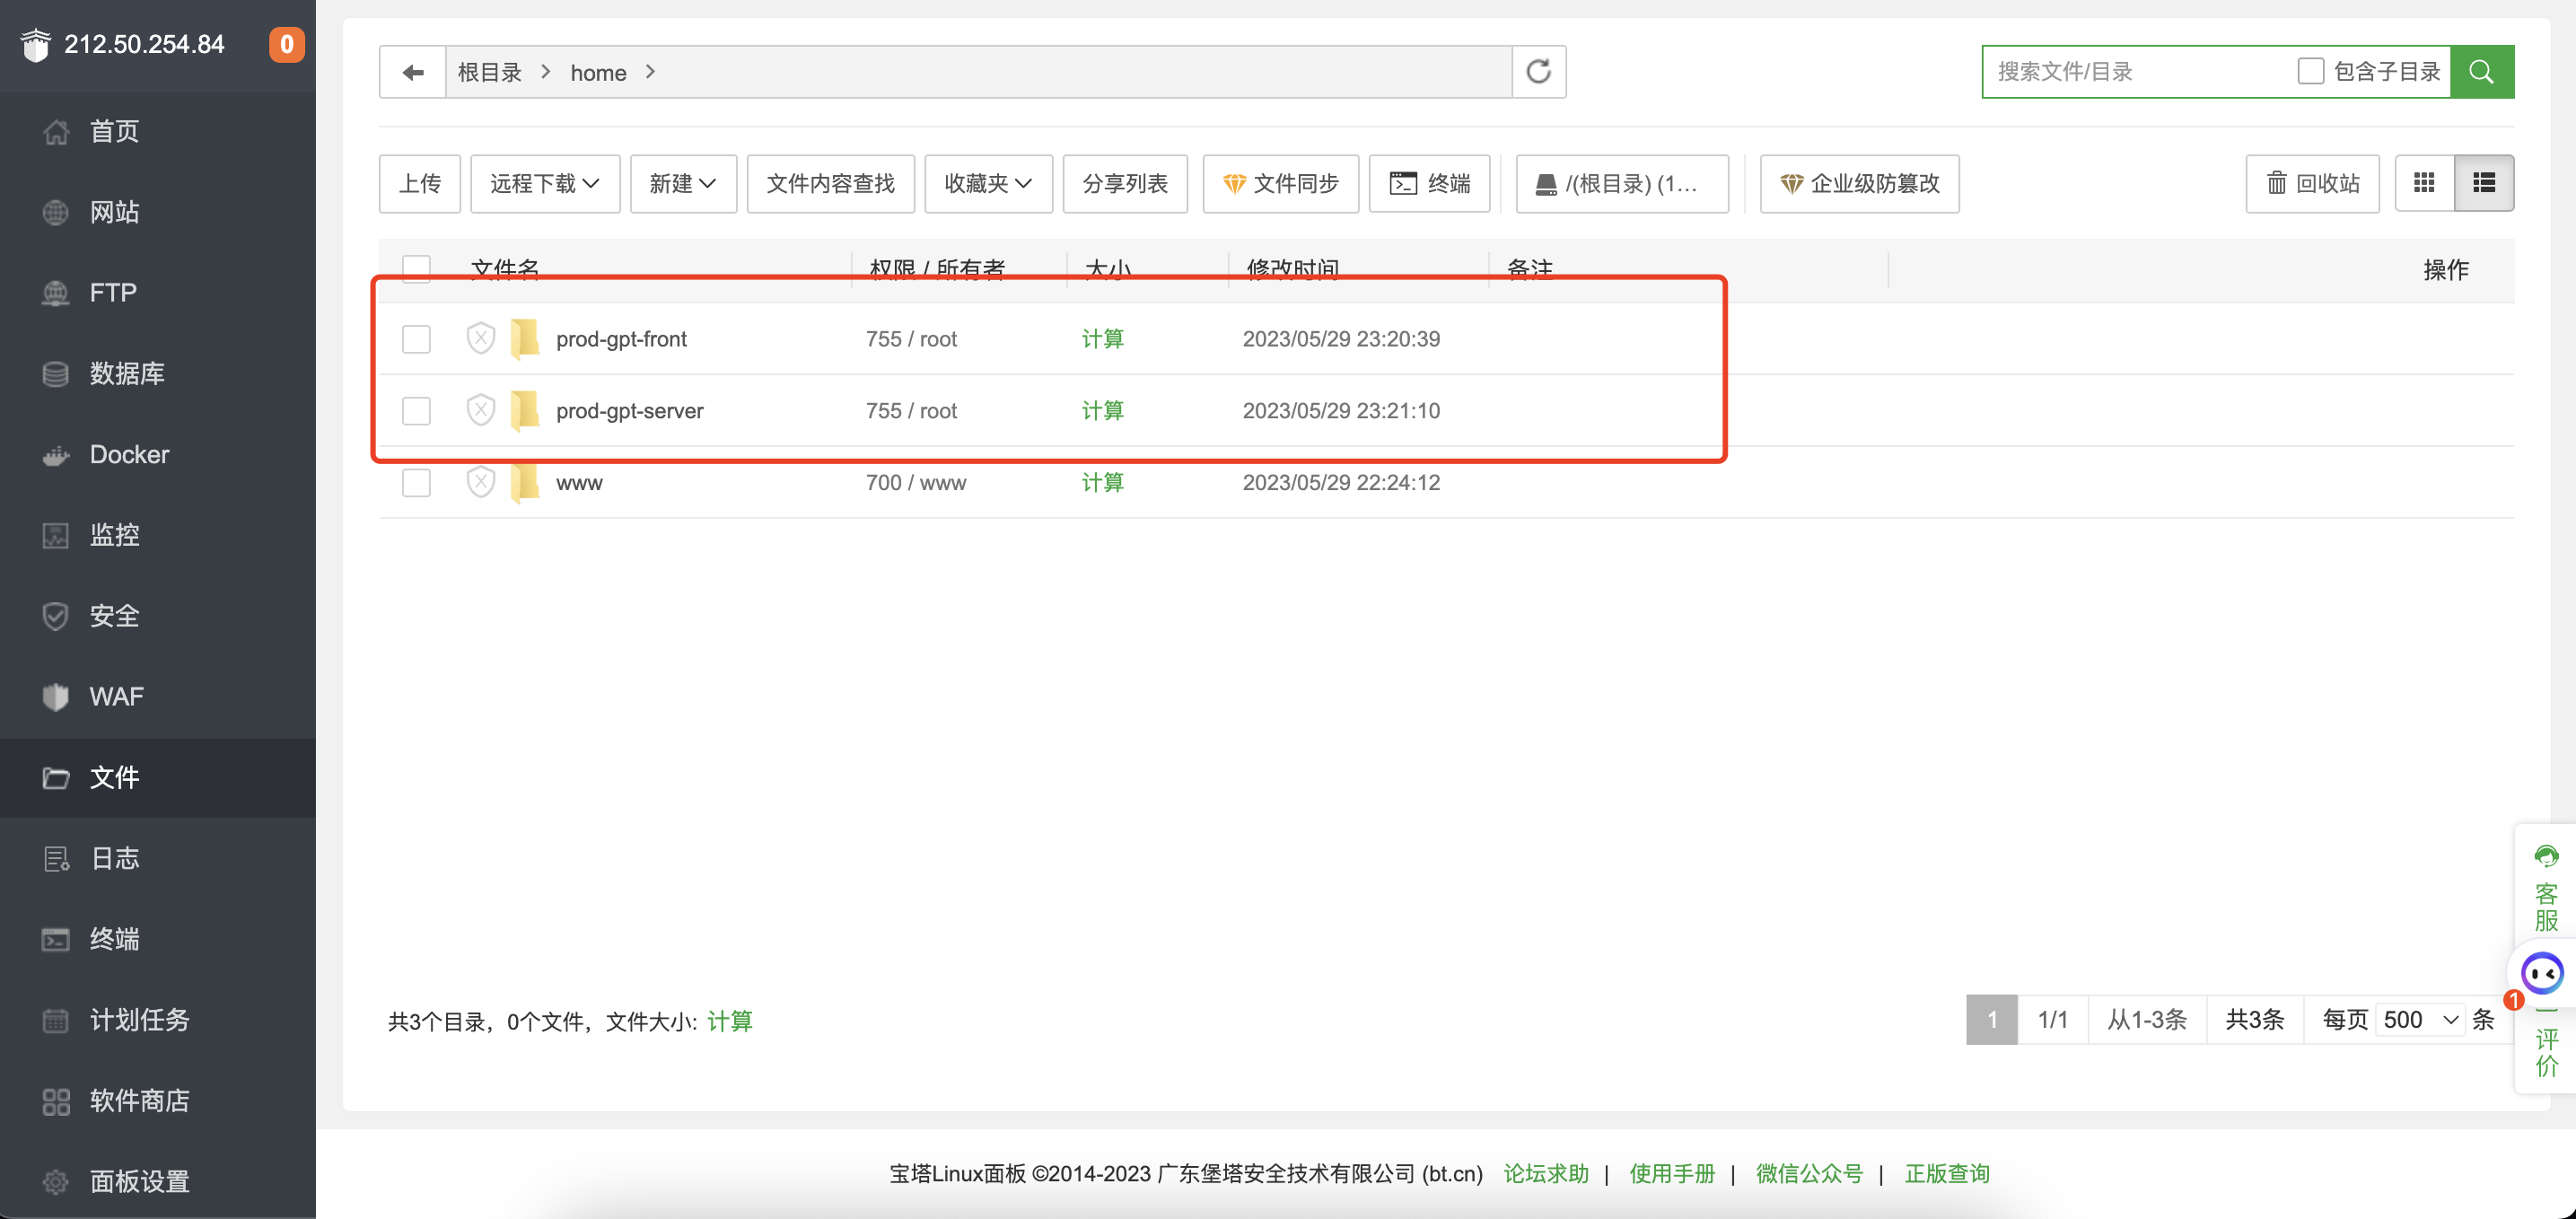 212.50.254.84 0
首页
网站
FTP
数据库
Docker
监控
安全
WAF
文件
日志
终端
计划任务
软件商店
面板设置
根目录 > home >
搜索文件/目录 包含子目录
上传 远程下载 新建 文件内容查找 收藏夹 分享列表 文件同步 终端 /(根目录) (1... 企业级防篡改 回收站
文件名 权限 / 所有者 大小 修改时间 备注 操作
prod-gpt-front 755 / root 计算 2023/05/29 23:20:39
prod-gpt-server 755 / root 计算 2023/05/29 23:21:10
www 700 / www 计算 2023/05/29 22:24:12
共3个目录，0个文件，文件大小: 计算
1 1/1 从1-3条 共3条 每页 500 条
客服
1
评价
宝塔Linux面板 ©2014-2023 广东堡塔安全技术有限公司 (bt.cn) 论坛求助 | 使用手册 | 微信公众号 | 正版查询